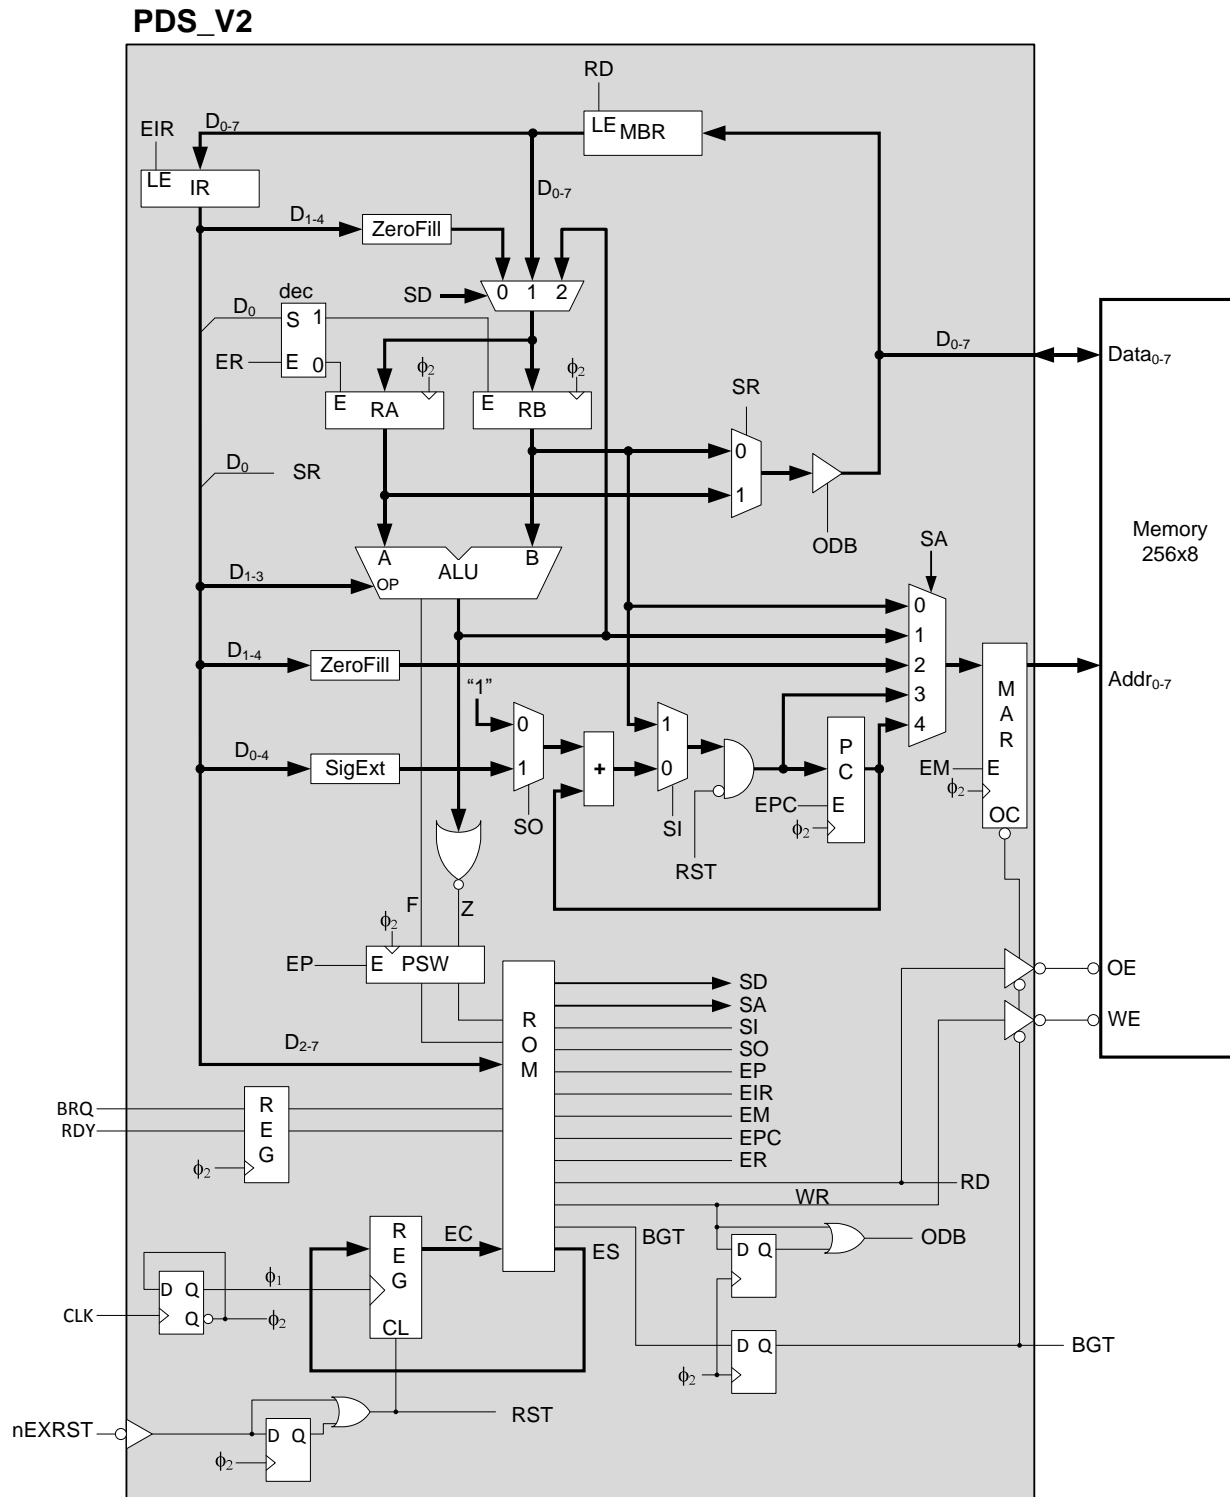 PDS_V2
RD
EIR
D0-7
LE MBR
LE IR
D0-7
D1-4
ZeroFill
SD
0 1 2
dec
D0
S 1
ER
E 0
ϕ2
ϕ2
E RA
E RB
D0-7
Data0-7
SR
0
1
D0
SR
ODB
Memory
256x8
SA
A B
ALU
OP
D1-3
0
1
2
3
4
D1-4
ZeroFill
MAR
E
OC
Addr0-7
"1"
0
1
D0-4
SigExt
+
1
0
PC
E
EM
ϕ2
EPC
ϕ2
SO
SI
RST
F
Z
ϕ2
EP
E PSW
OE
WE
ROM
SD
SA
SI
SO
EP
EIR
EM
EPC
ER
D2-7
BRQ
RDY
REG
ϕ2
RD
WR
REG
EC
ES
BGT
ODB
D Q
CL
D Q
Q
ϕ1
ϕ2
CLK
D Q
ϕ2
BGT
nEXRST
RST
D Q
ϕ2